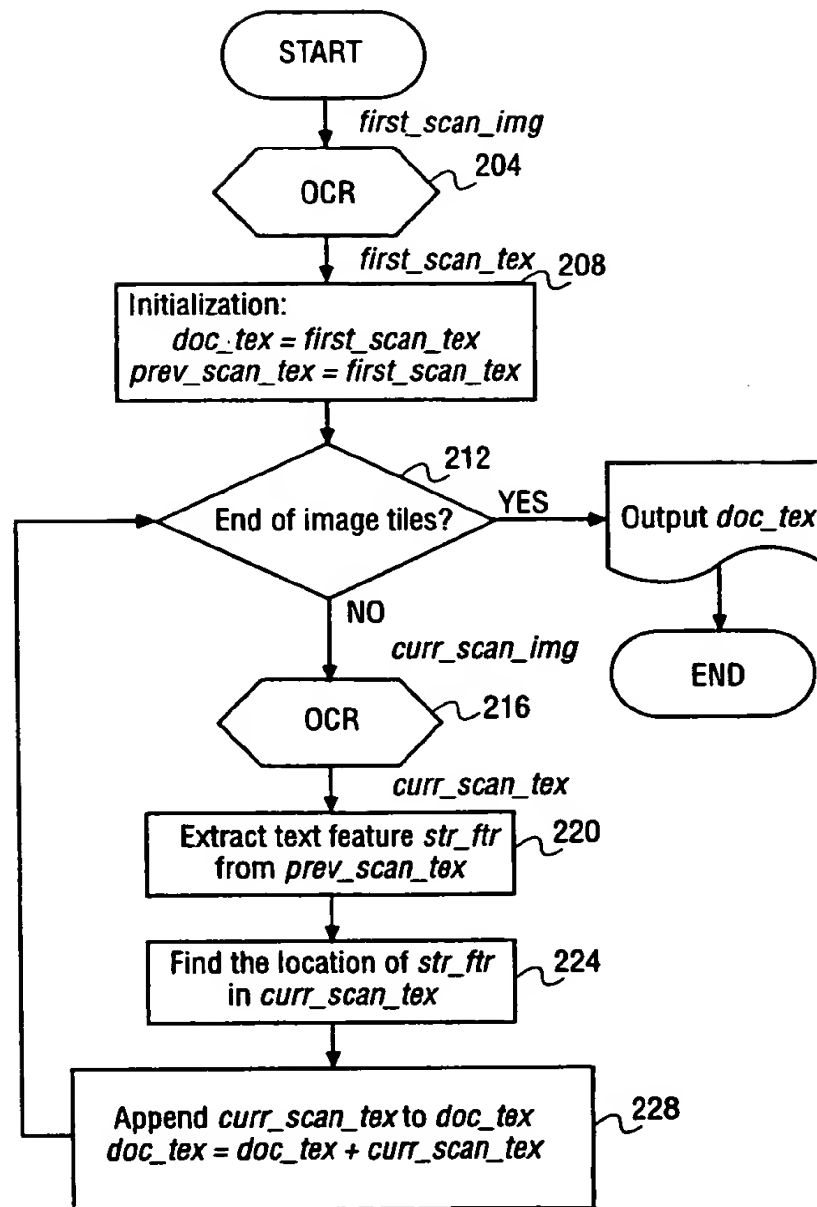 START
first_scan_img
OCR
204
first_scan_tex
208
Initialization:
doc_tex = first_scan_tex
prev_scan_tex = first_scan_tex
212
End of image tiles?
YES
Output doc_tex
NO
END
curr_scan_img
OCR
216
curr_scan_tex
Extract text feature str_ftr
from prev_scan_tex
220
Find the location of str_ftr
in curr_scan_tex
224
Append curr_scan_tex to doc_tex
doc_tex = doc_tex + curr_scan_tex
228